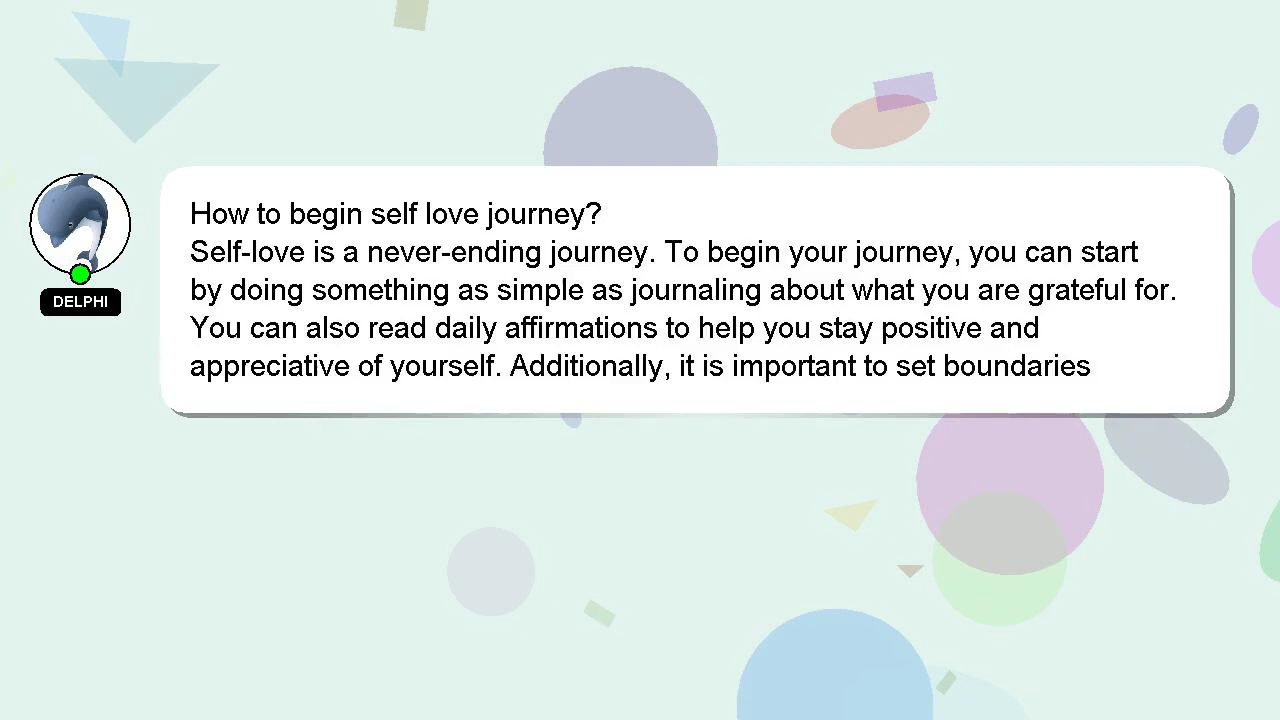 How to begin self love journey?
Self-love is a never-ending journey. To begin your journey, you can start
by doing something as simple as journaling about what you are grateful for.
You can also read daily affirmations to help you stay positive and
appreciative of yourself. Additionally, it is important to set boundaries
DELPHI